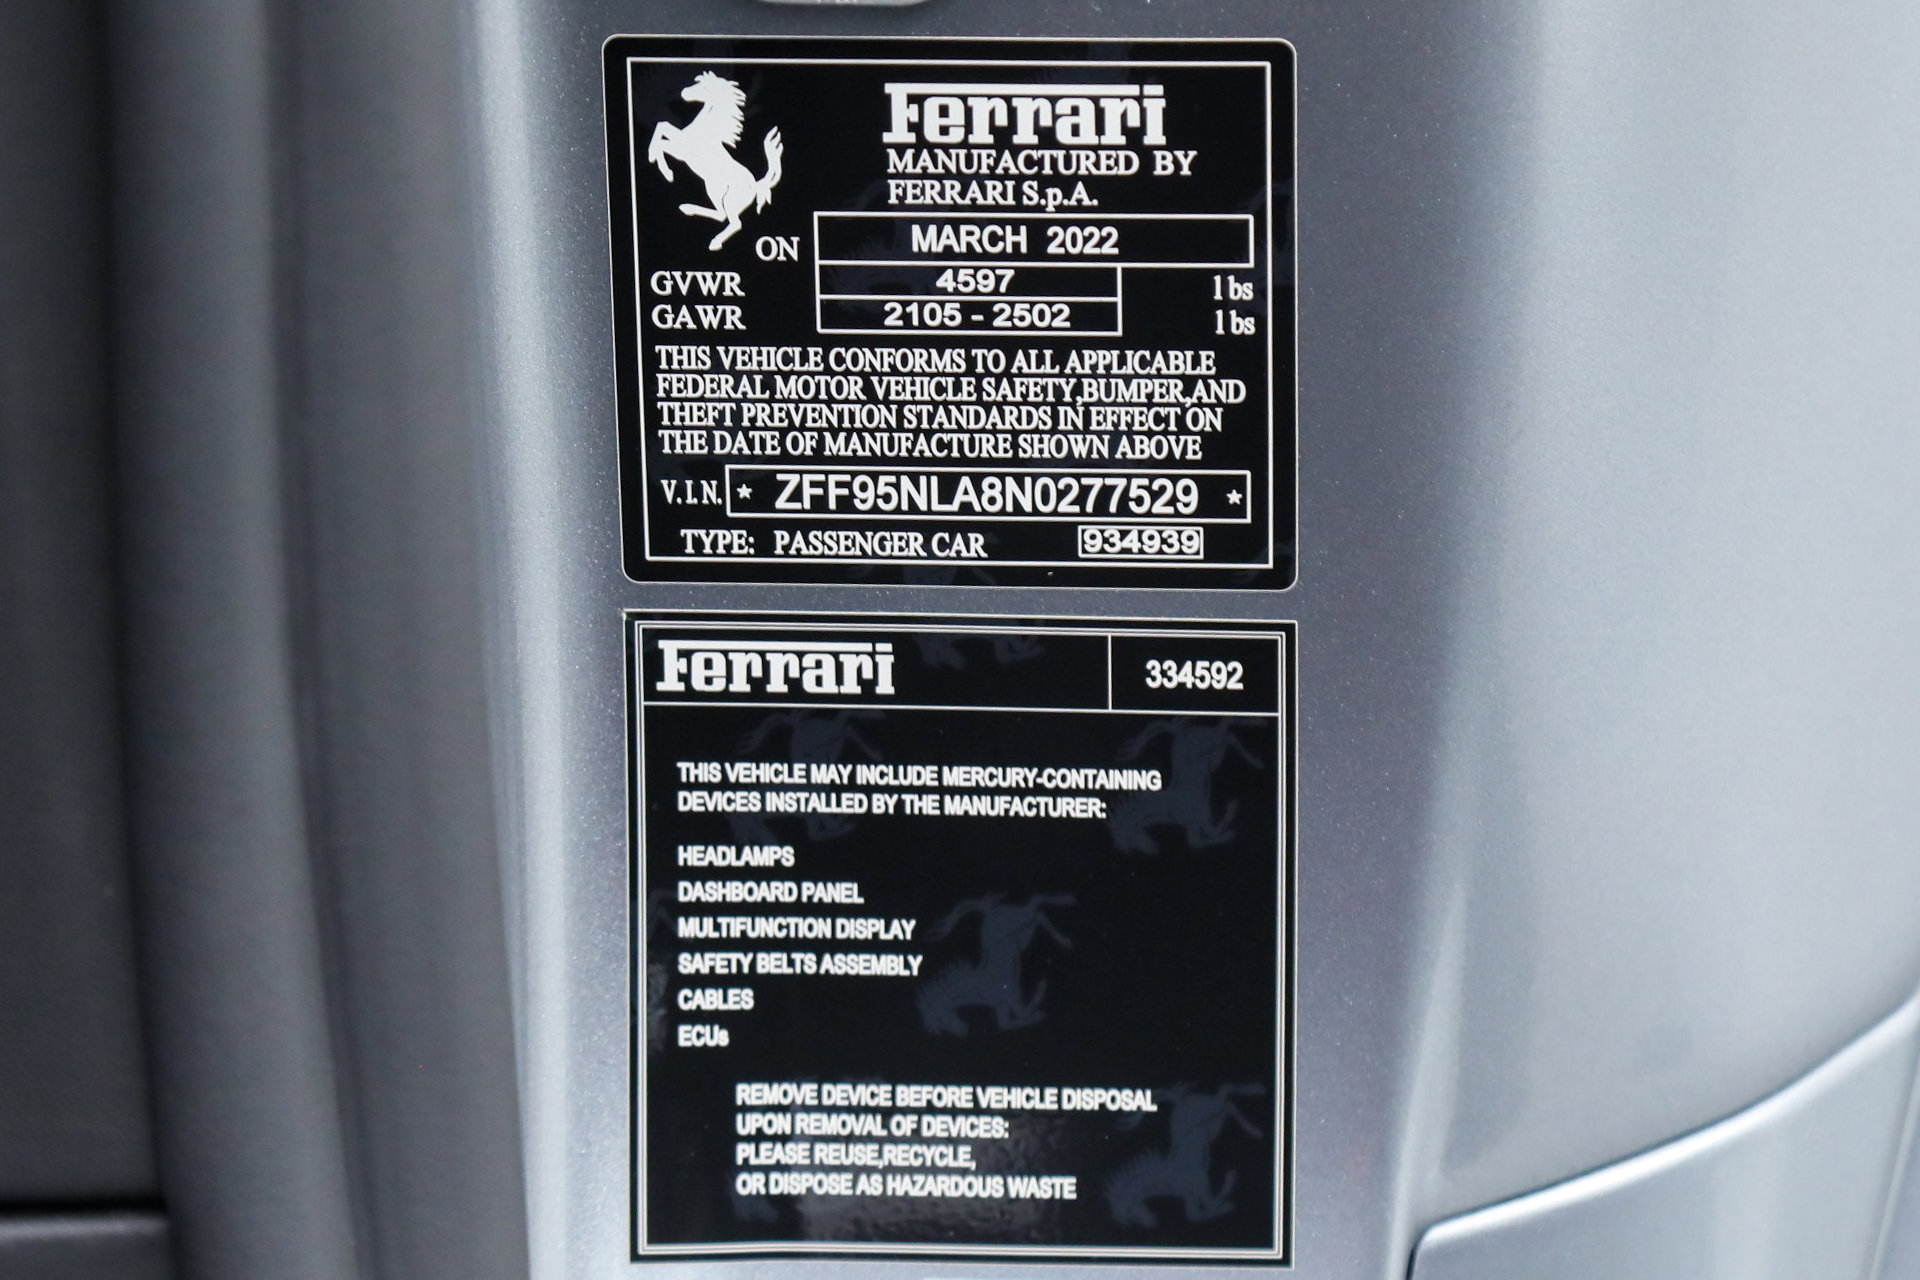 Ferrari
MANUFACTURED BY
FERRARI S.p.A.
ON MARCH 2022
GVWR 4597 lbs
GAWR 2105 - 2502 lbs
THIS VEHICLE CONFORMS TO ALL APPLICABLE
FEDERAL MOTOR VEHICLE SAFETY,BUMPER,AND
THEFT PREVENTION STANDARDS IN EFFECT ON
THE DATE OF MANUFACTURE SHOWN ABOVE
V.I.N. * ZFF95NLA8N0277529 *
TYPE: PASSENGER CAR 934939
Ferrari 334592
THIS VEHICLE MAY INCLUDE MERCURY-CONTAINING
DEVICES INSTALLED BY THE MANUFACTURER:
HEADLAMPS
DASHBOARD PANEL
MULTIFUNCTION DISPLAY
SAFETY BELTS ASSEMBLY
CABLES
ECUs
REMOVE DEVICE BEFORE VEHICLE DISPOSAL
UPON REMOVAL OF DEVICES:
PLEASE REUSE,RECYCLE,
OR DISPOSE AS HAZARDOUS WASTE